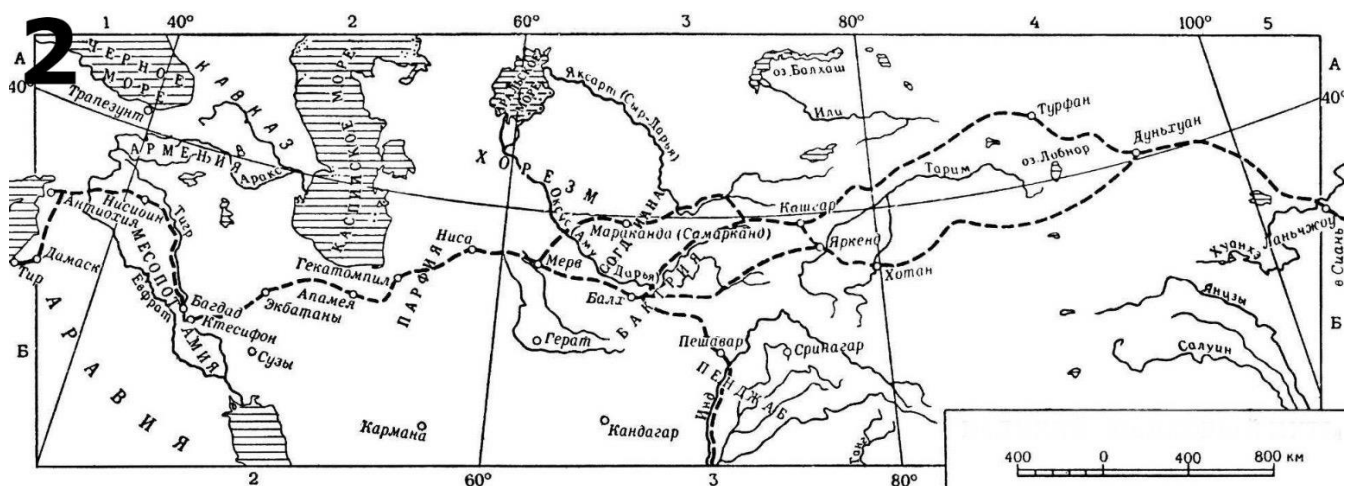 2
1 40° 2 60° 3 80° 4 100° 5
А
40°
Б
А
40°
Б
ЧЕРНОЕ
МОРЕ
Трапезунт
КАВКАЗ
АРМЕНИЯ
Аракс
КАСПИЙСКОЕ МОРЕ
АРАЛЬСКОЕ
МОРЕ
Яксарт (Сыр-Дарья)
ХОРЕЗМ
оз. Балхаш
Или
Турфан
Дуньхуан
Тарим
оз. Лобнор
Антиохия
Нисибин
Тигр
МЕСОПОТАМИЯ
Евфрат
Дамаск
Тир
АРАВИЯ
Багдад
Ктесифон
Сузы
Экбатаны
Апамея
Гекатомпил
ПАРФИЯ
Ниса
Мерв
Оксус (Аму
Дарья)
СОГДИАНА
Мараканда (Самарканд)
Кашгар
Яркенд
Хотан
БАКТРИЯ
Балх
Герат
Пешавар
Сринагар
ПЕНДЖАБ
Инд
Ганг
Кармана
Кандагар
Хуанхэ
Ланьчжоу
в Сиань
Янцзы
Салуин
2 60° 3 80°
400 0 400 800 км